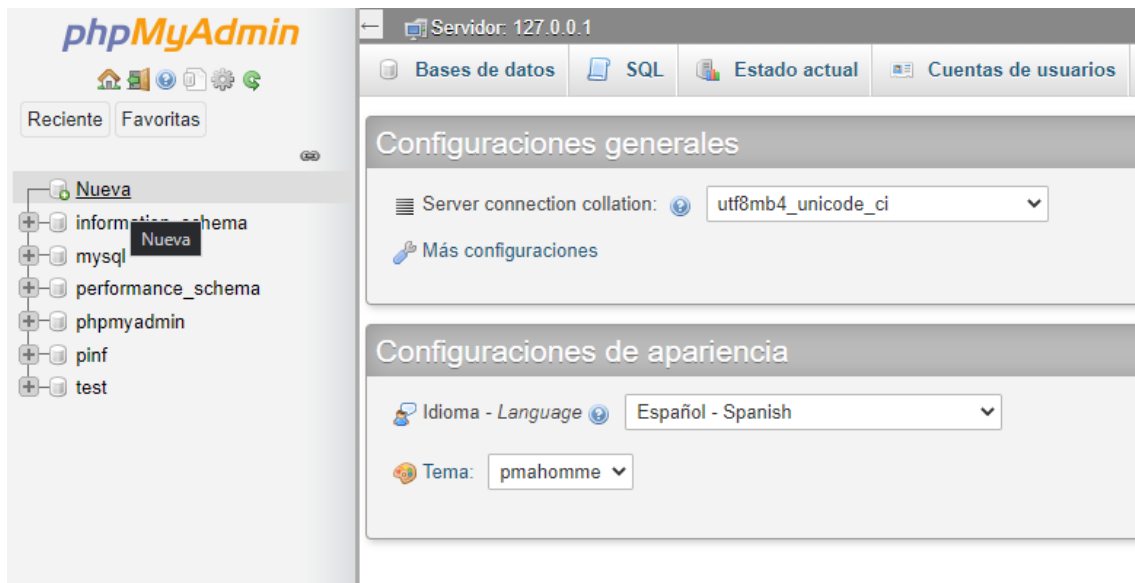 phpMyAdmin
Reciente Favoritas
Nueva
Nueva
mysql
performance_schema
phpmyadmin
pinf
test
Servidor: 127.0.0.1
Bases de datos SQL Estado actual Cuentas de usuarios
Configuraciones generales
Server connection collation: utf8mb4_unicode_ci
Más configuraciones
Configuraciones de apariencia
Idioma - Language Español - Spanish
Tema: pmahomme